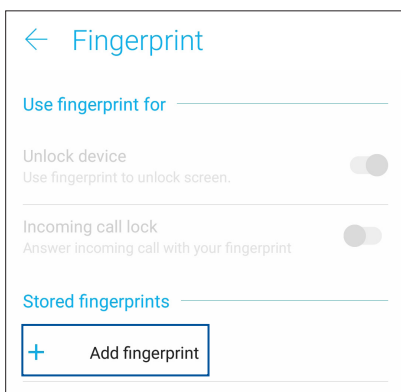 Fingerprint
Use fingerprint for
Unlock device
Use fingerprint to unlock screen.
Incoming call lock
Answer incoming call with your fingerprint
Stored fingerprints
+ Add fingerprint